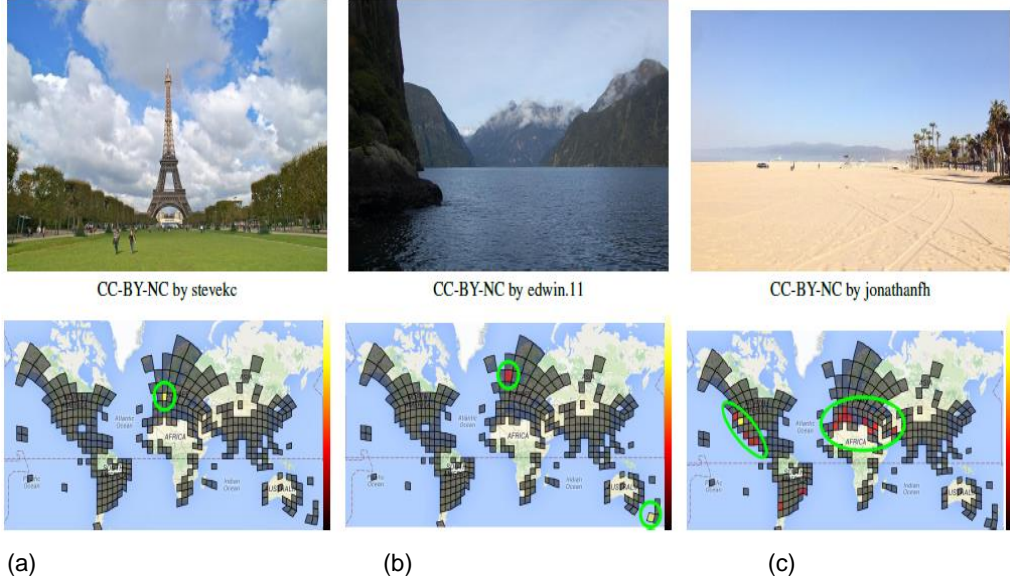 CC-BY-NC by stevekc
CC-BY-NC by edwin.11
CC-BY-NC by jonathanfh
Atlantic
Ocean
AFRICA
Indian
Ocean
Atlantic
Ocean
AFRICA
Indian
Ocean
Atlantic
Ocean
AFRICA
Indian
Ocean
(a)
(b)
(c)